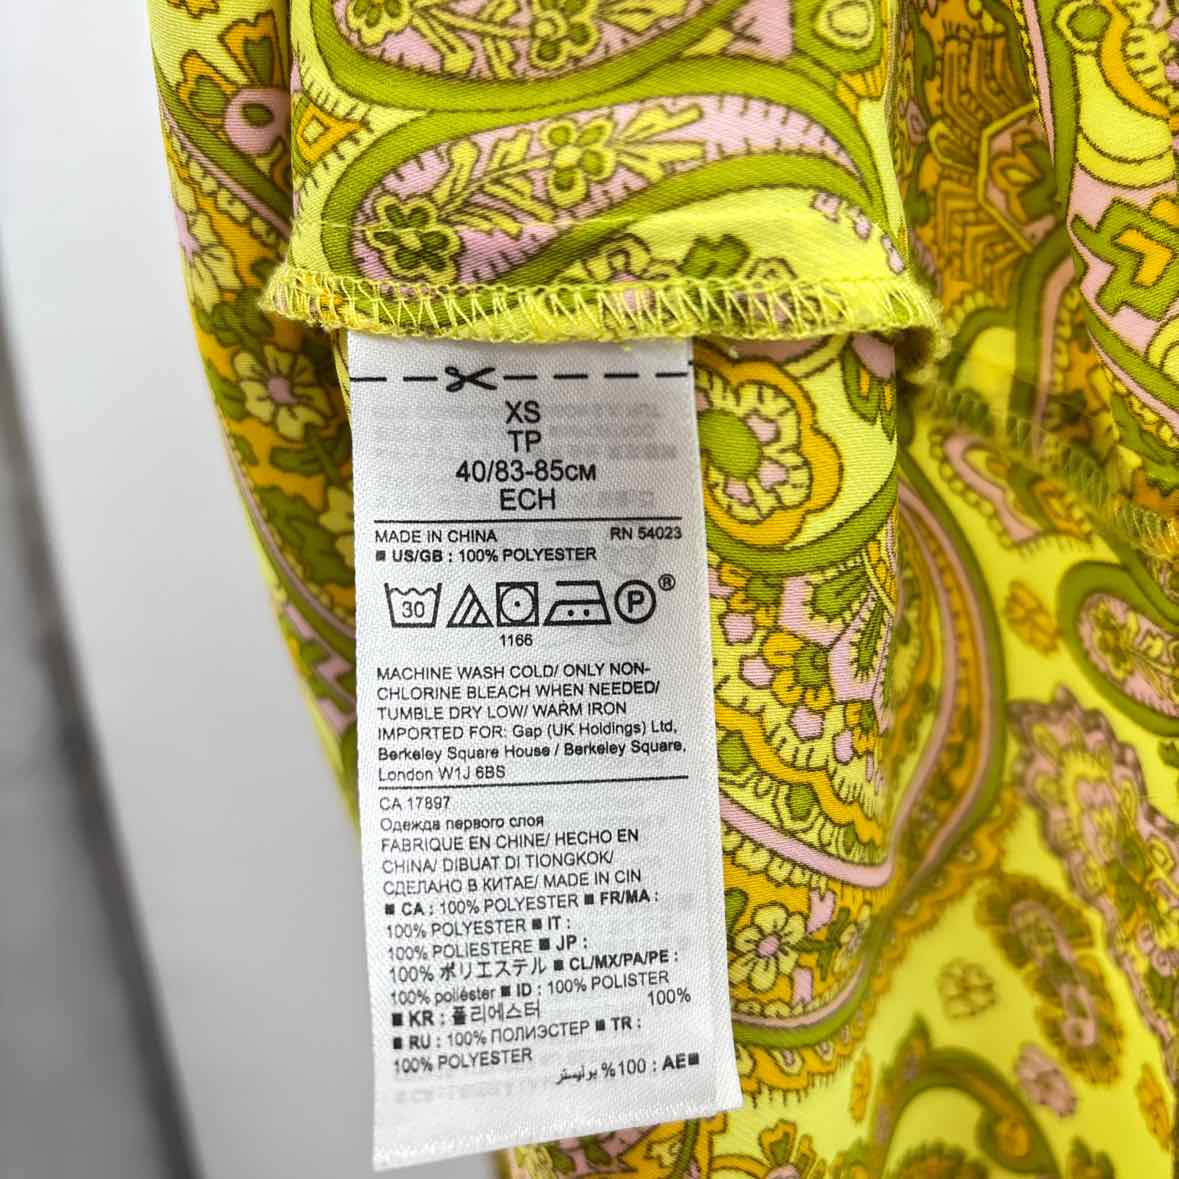 XS
TP
40/83-85см
ECH
MADE IN CHINA RN 54023
■ US/GB : 100% POLYESTER
30 P ®
1166
MACHINE WASH COLD/ ONLY NON-
CHLORINE BLEACH WHEN NEEDED/
TUMBLE DRY LOW/ WARM IRON
IMPORTED FOR: Gap (UK Holdings) Ltd,
Berkeley Square House / Berkeley Square,
London W1J 6BS
CA 17897
Одежда первого слоя
FABRIQUE EN CHINE/ HECHO EN
CHINA/ DIBUAT DI TIONGKOK/
СДЕЛАНО В КИТАЕ/ MADE IN CIN
■ CA : 100% POLYESTER ■ FR/MA :
100% POLYESTER ■ IT :
100% POLIESTERE ■ JP :
100% ポリエステル ■ CL/MX/PA/PE :
100% poliéster ■ ID : 100% POLISTER
■ KR : 폴리에스터 100%
■ RU : 100% ПОЛИЭСТЕР ■ TR :
100% POLYESTER
■AE : 100% بوليستر